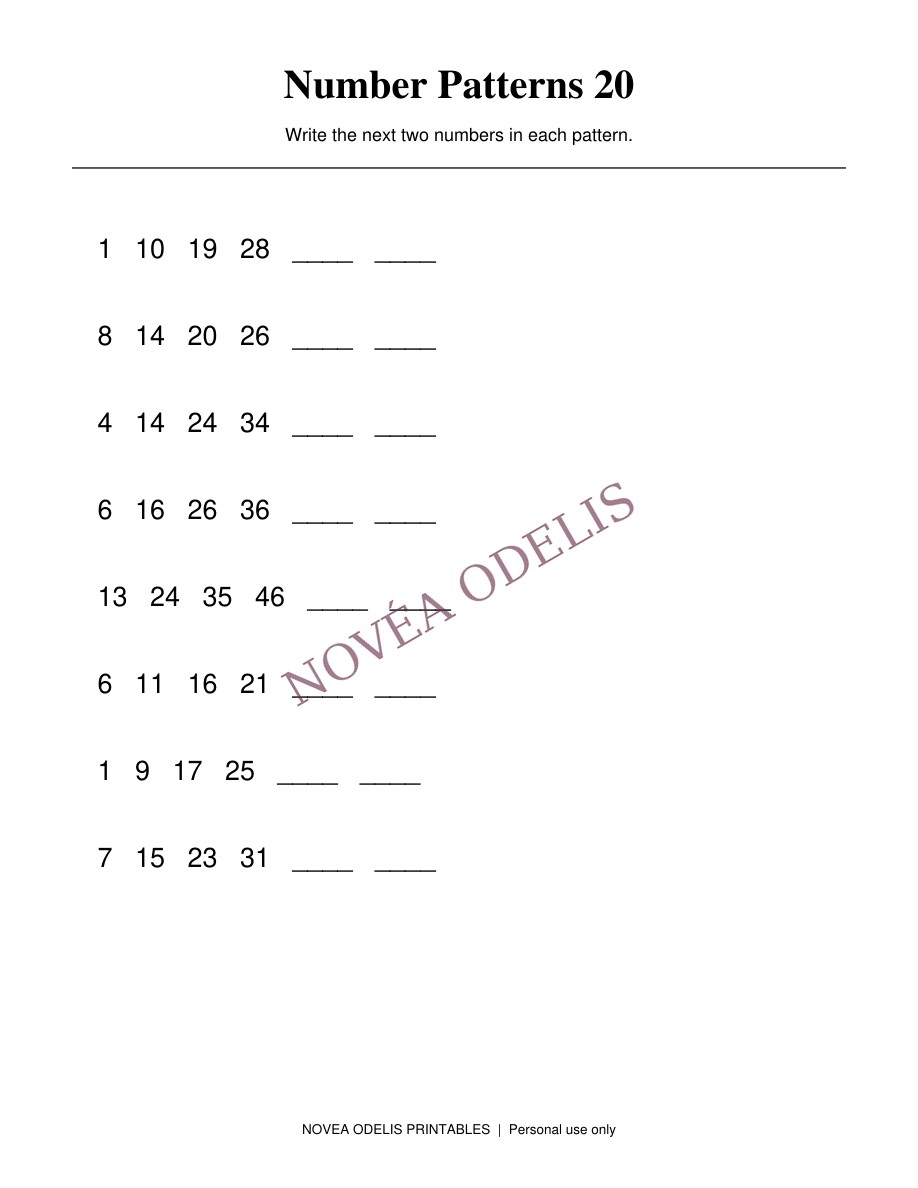 Number Patterns 20
Write the next two numbers in each pattern.
1 10 19 28 ____ ____
8 14 20 26 ____ ____
4 14 24 34 ____ ____
6 16 26 36 ____ ____
13 24 35 46 ____ ____
6 11 16 21 ____ ____
1 9 17 25 ____ ____
7 15 23 31 ____ ____
NOVÉA ODELIS
NOVEA ODELIS PRINTABLES | Personal use only